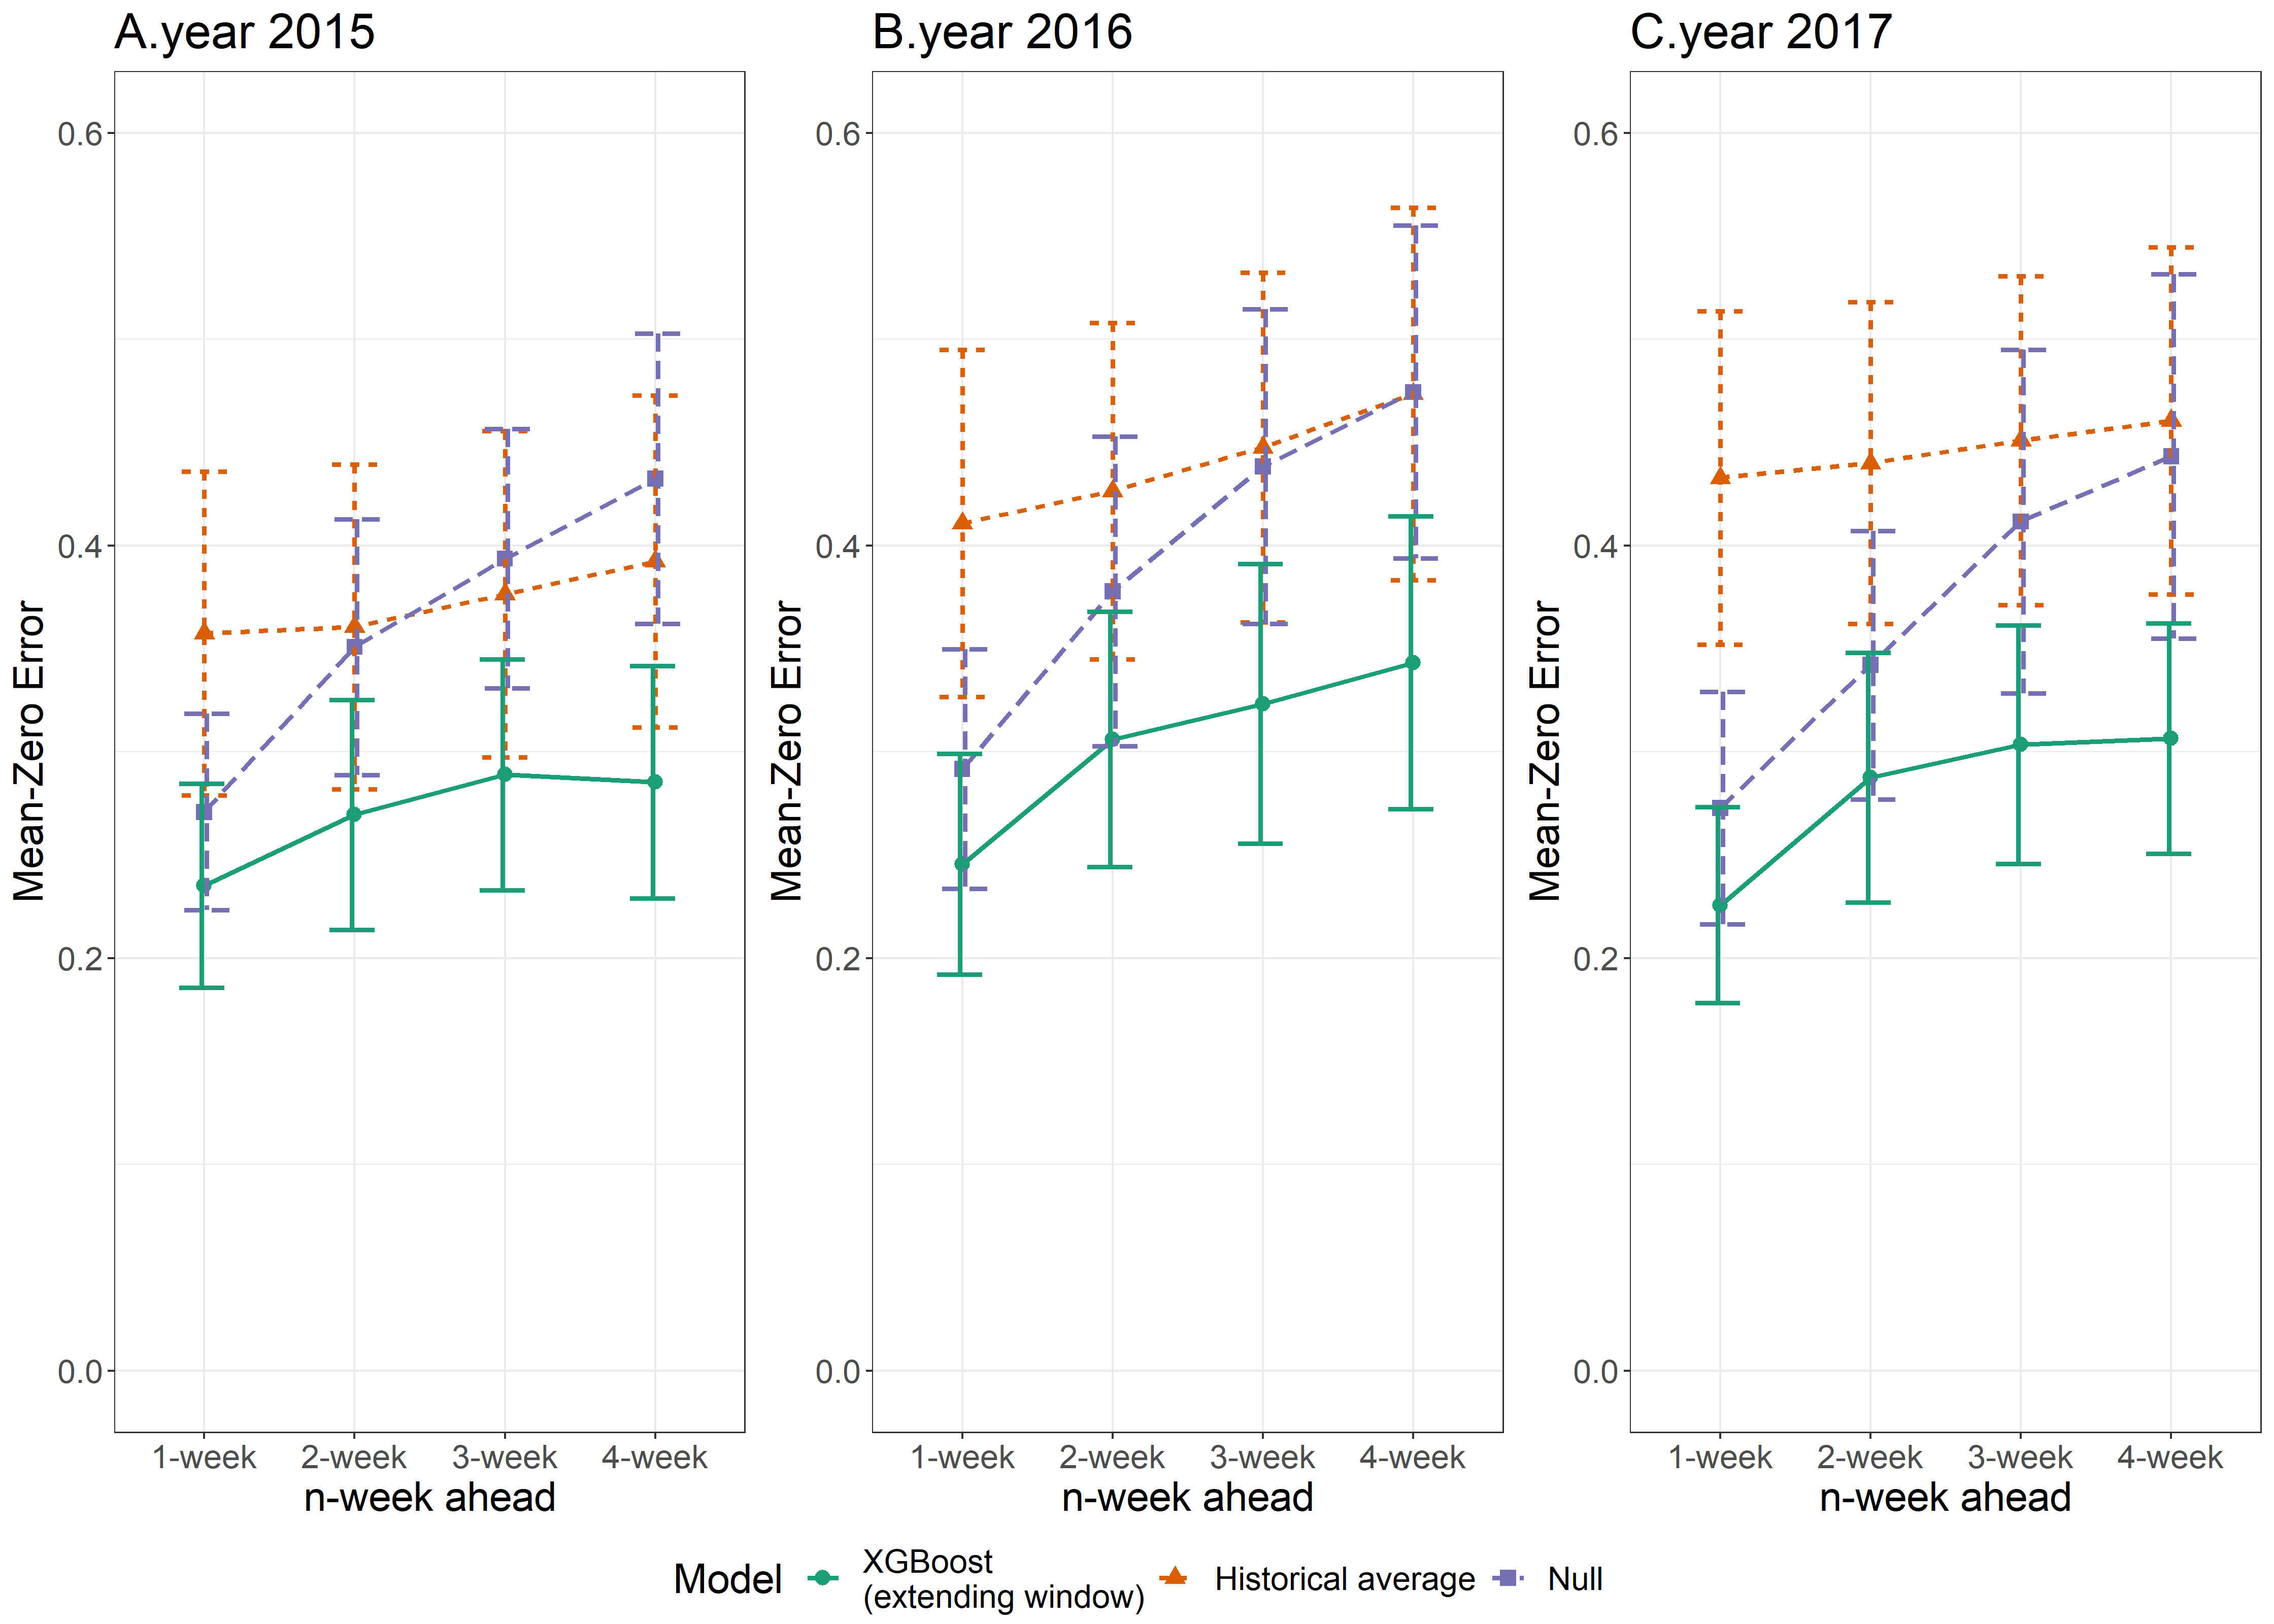 A.year 2015
B.year 2016
C.year 2017
Mean-Zero Error
0.6
0.4
0.2
0.0
1-week 2-week 3-week 4-week
n-week ahead
Mean-Zero Error
0.6
0.4
0.2
0.0
1-week 2-week 3-week 4-week
n-week ahead
Mean-Zero Error
0.6
0.4
0.2
0.0
1-week 2-week 3-week 4-week
n-week ahead
Model
XGBoost
(extending window)
Historical average
Null